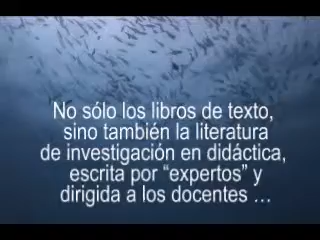 No sólo los libros de texto,
sino también la literatura
de investigación en didáctica,
escrita por “expertos” y
dirigida a los docentes ...